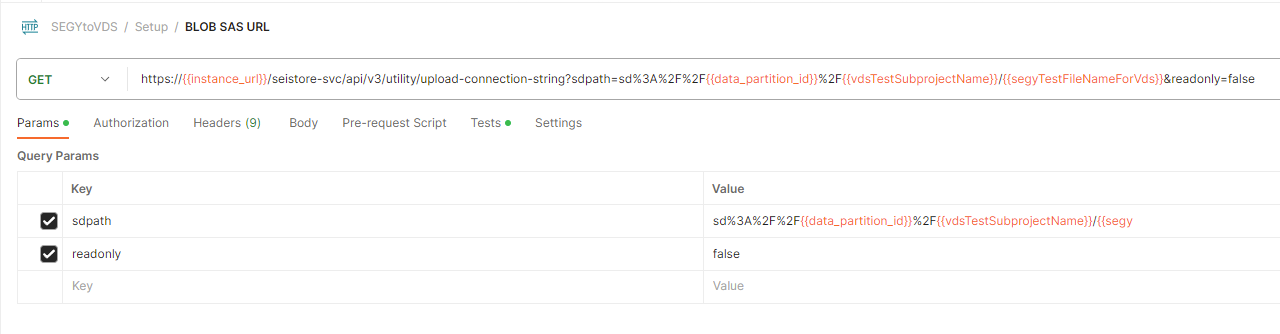 HTTP SEGYtoVDS / Setup / BLOB SAS URL
GET https://{{instance_url}}/seistore-svc/api/v3/utility/upload-connection-string?sdpath=sd%3A%2F%2F{{data_partition_id}}%2F{{vdsTestSubprojectName}}/{{segyTestFileNameForVds}}&readonly=false
Params Authorization Headers (9) Body Pre-request Script Tests Settings
Query Params
Key Value
sdpath sd%3A%2F%2F{{data_partition_id}}%2F{{vdsTestSubprojectName}}/{{segy
readonly false
Key Value